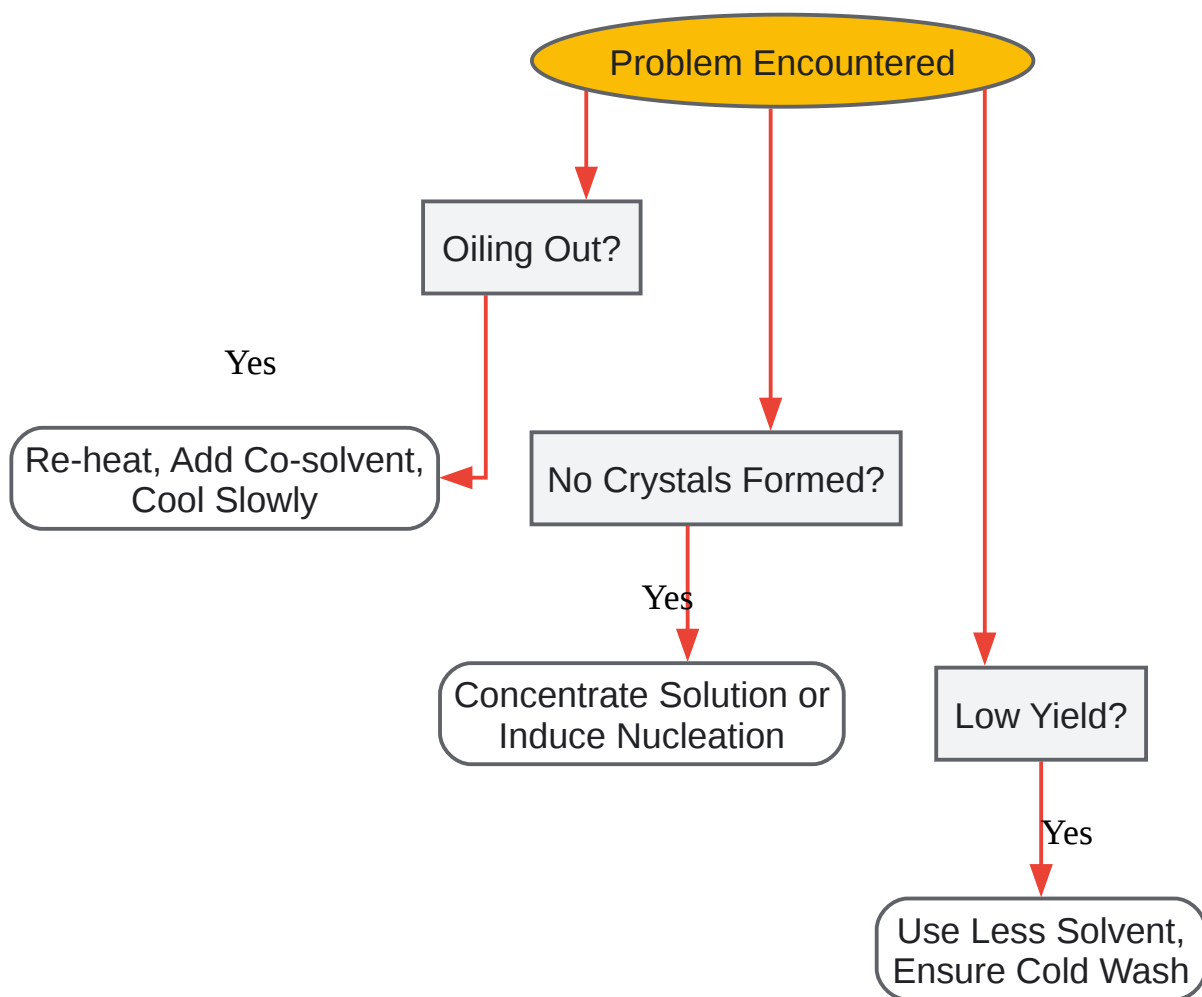 Problem Encountered
Oiling Out?
Yes
Re-heat, Add Co-solvent,
Cool Slowly
No Crystals Formed?
Yes
Concentrate Solution or
Induce Nucleation
Low Yield?
Yes
Use Less Solvent,
Ensure Cold Wash